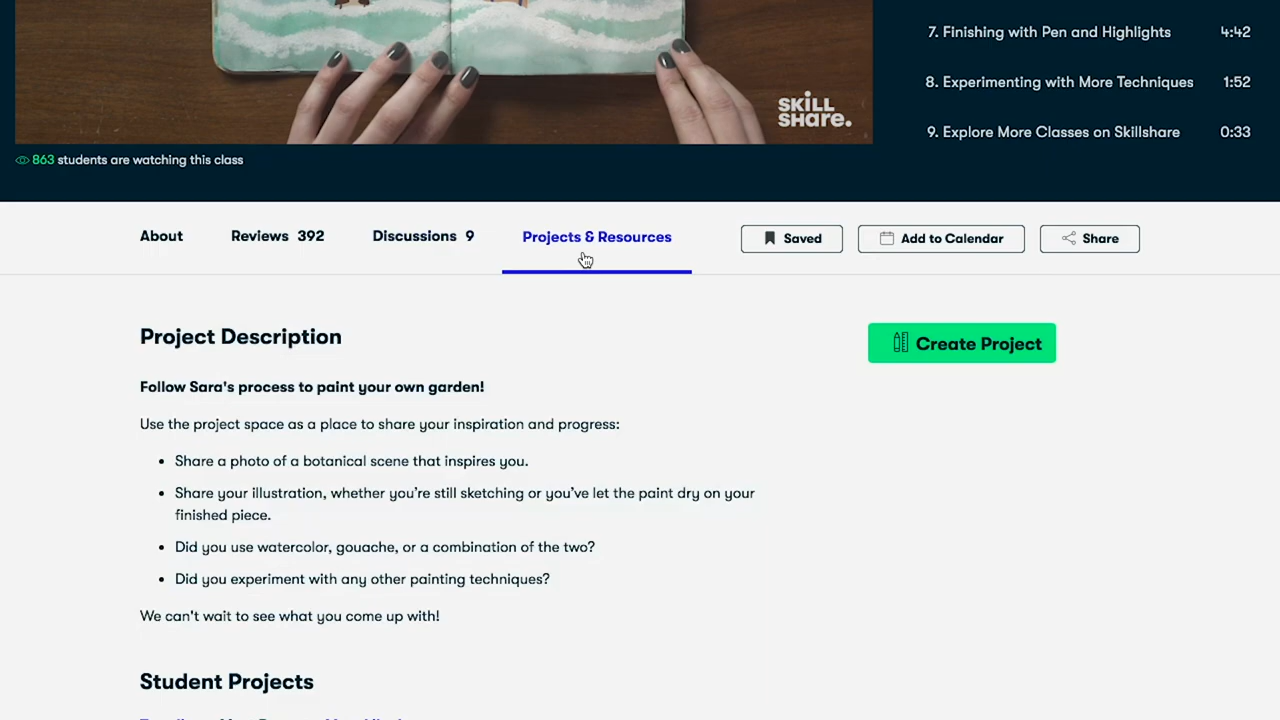 7. Finishing with Pen and Highlights 4:42
8. Experimenting with More Techniques 1:52
9. Explore More Classes on Skillshare 0:33
SKILL
SHARE.
863 students are watching this class
About Reviews 392 Discussions 9 Projects & Resources Saved Add to Calendar Share
Project Description
Create Project
Follow Sara's process to paint your own garden!
Use the project space as a place to share your inspiration and progress:
• Share a photo of a botanical scene that inspires you.
• Share your illustration, whether you're still sketching or you've let the paint dry on your
finished piece.
• Did you use watercolor, gouache, or a combination of the two?
• Did you experiment with any other painting techniques?
We can't wait to see what you come up with!
Student Projects